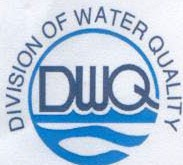 DIVISION OF WATER QUALITY
DWQ